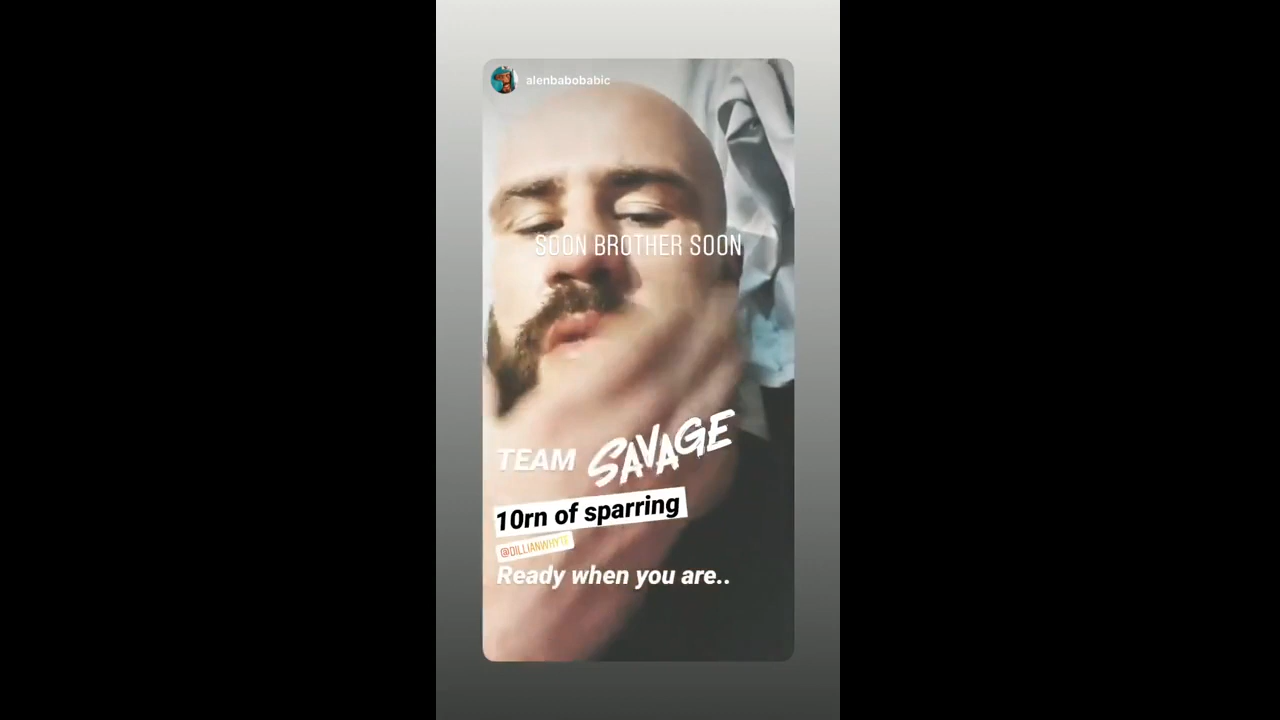 alenbabobabic
SOON BROTHER SOON
TEAM SAVAGE
10rn of sparring
@DILLIANWHYTE
Ready when you are..